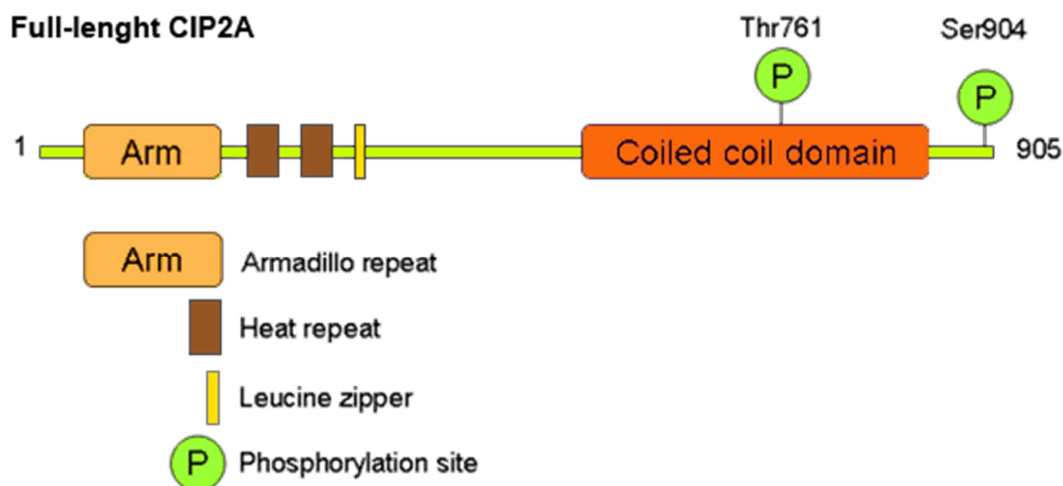 Full-lenght CIP2A
Thr761
Ser904
P
P
1
Arm
Coiled coil domain
905
Arm
Armadillo repeat
Heat repeat
Leucine zipper
P
Phosphorylation site